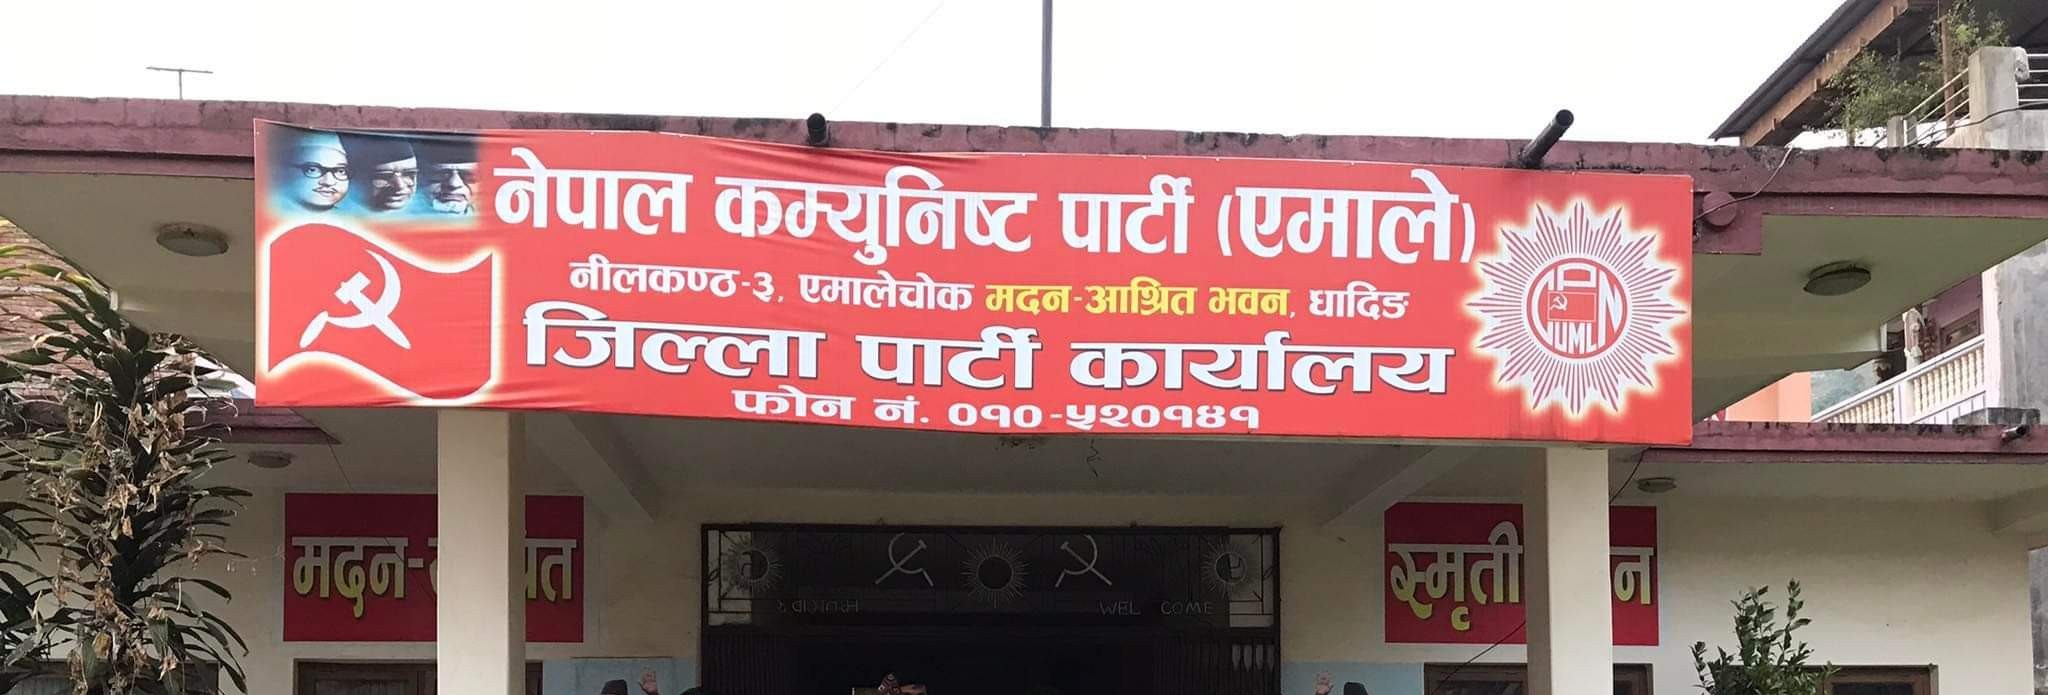 नेपाल कम्युनिष्ट पार्टी (एमाले)
नीलकण्ठ-३, एमालेचोक मदन-आश्रित भवन, धादिङ
जिल्ला पार्टी कार्यालय
फोन नं. ०१०-५२०१४१
CPN
UML
मदन-
स्मृती
WEL COME